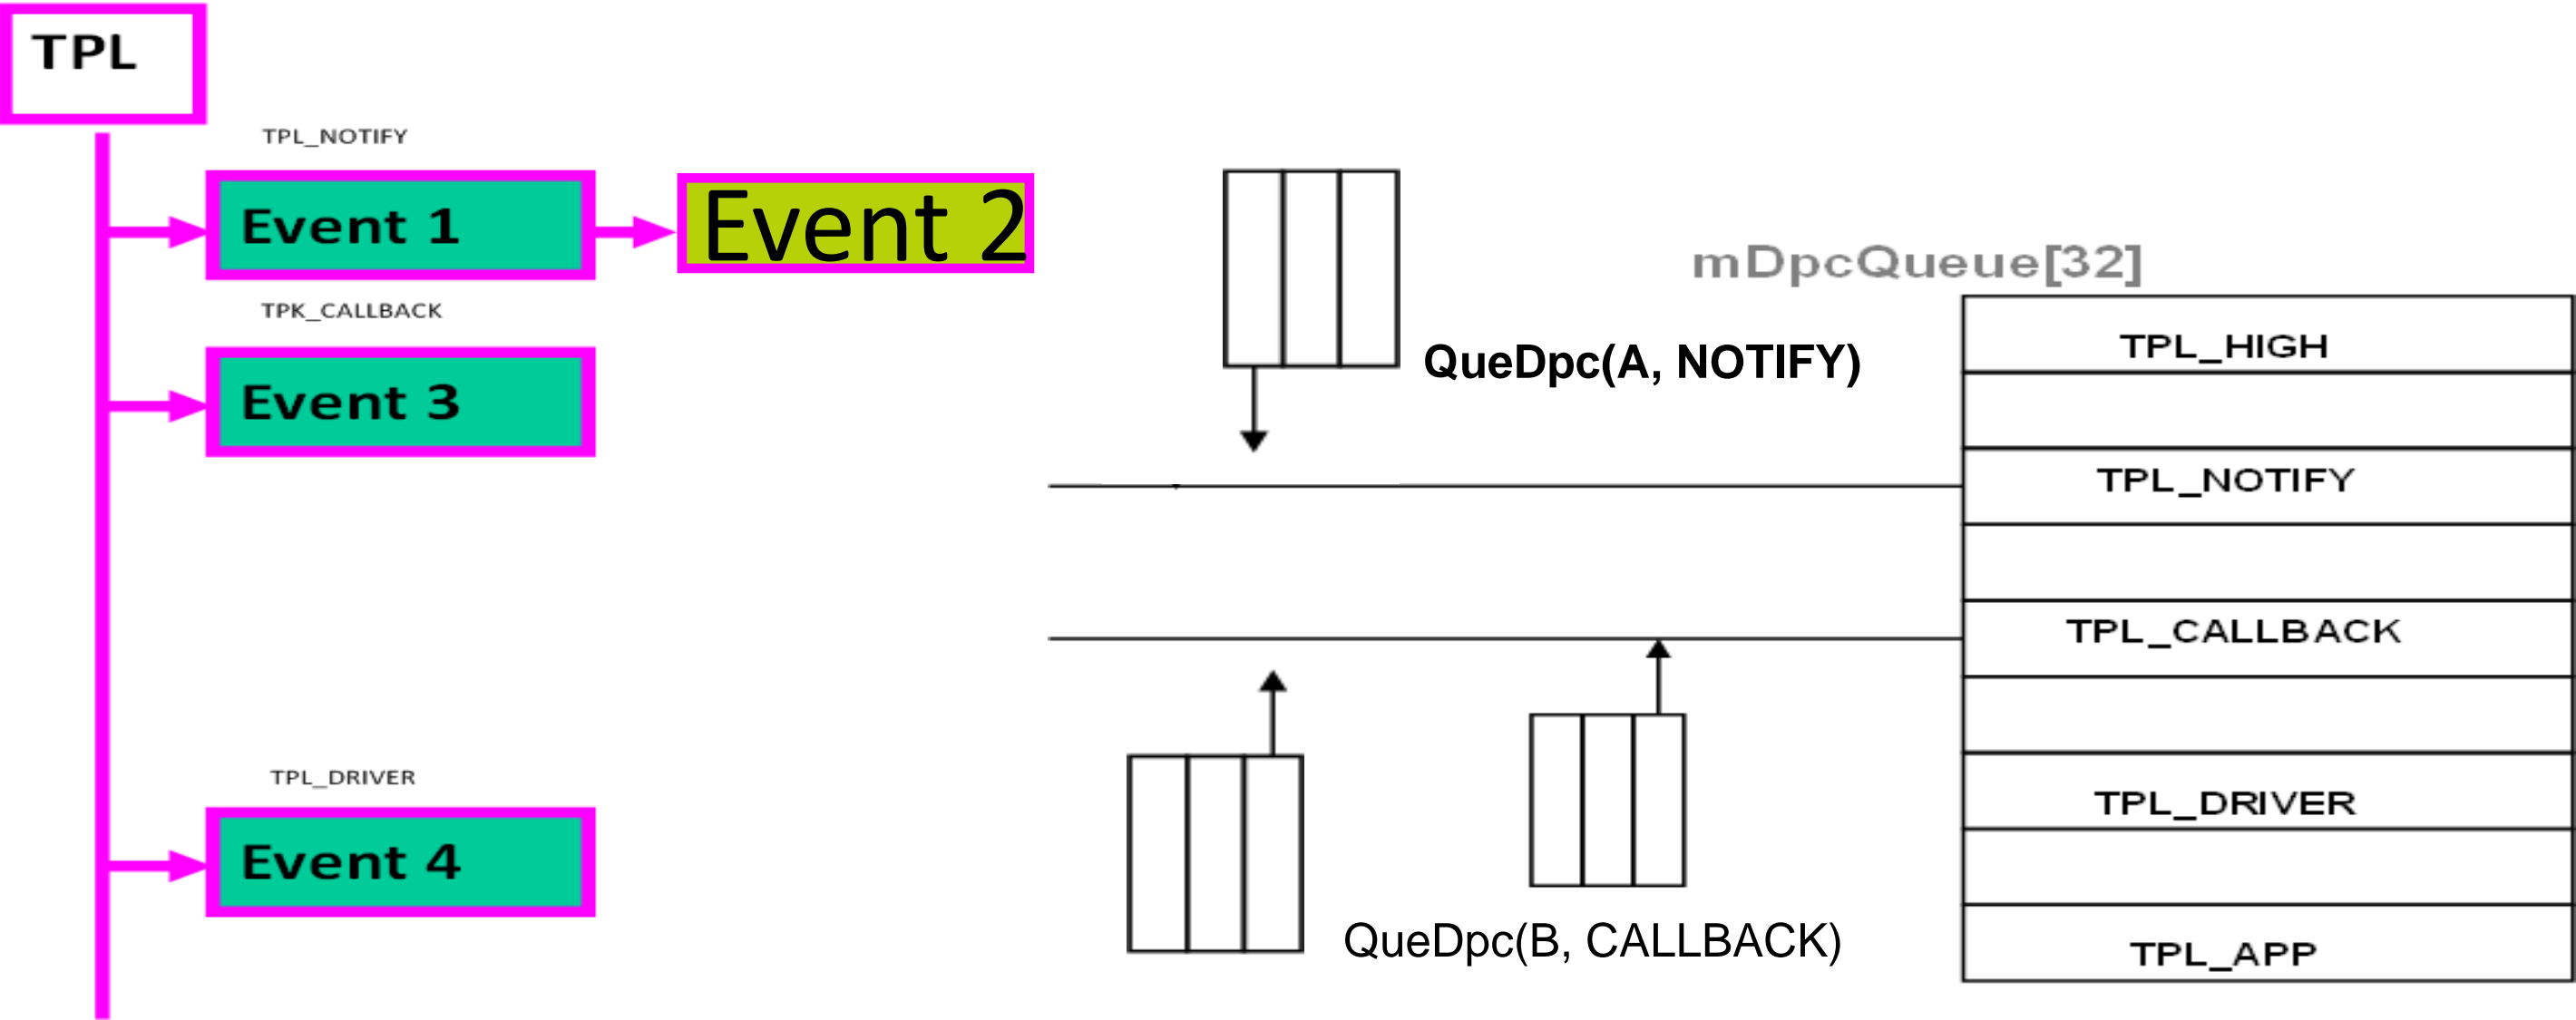 TPL
TPL_NOTIFY
Event 1
Event 2
TPK_CALLBACK
Event 3
TPL_DRIVER
Event 4
QueDpc(A, NOTIFY)
QueDpc(B, CALLBACK)
mDpcQueue[32]
TPL_HIGH
TPL_NOTIFY
TPL_CALLBACK
TPL_DRIVER
TPL_APP